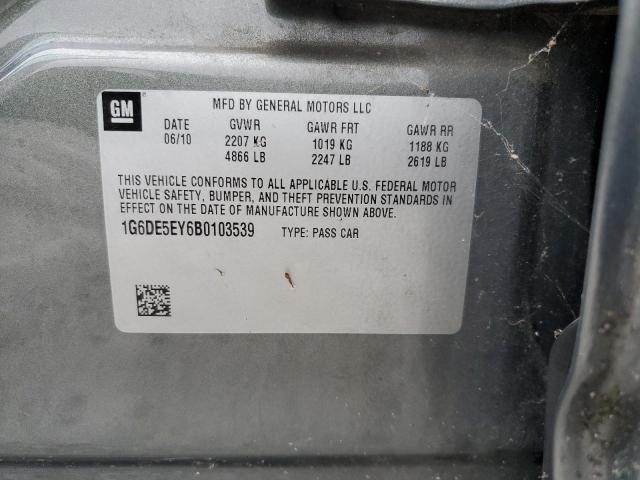 GM
MFD BY GENERAL MOTORS LLC
DATE GVWR GAWR FRT GAWR RR
06/10 2207 KG 1019 KG 1188 KG
4866 LB 2247 LB 2619 LB
THIS VEHICLE CONFORMS TO ALL APPLICABLE U.S. FEDERAL MOTOR
VEHICLE SAFETY, BUMPER, AND THEFT PREVENTION STANDARDS IN
EFFECT ON THE DATE OF MANUFACTURE SHOWN ABOVE.
1G6DE5EY6B0103539 TYPE: PASS CAR